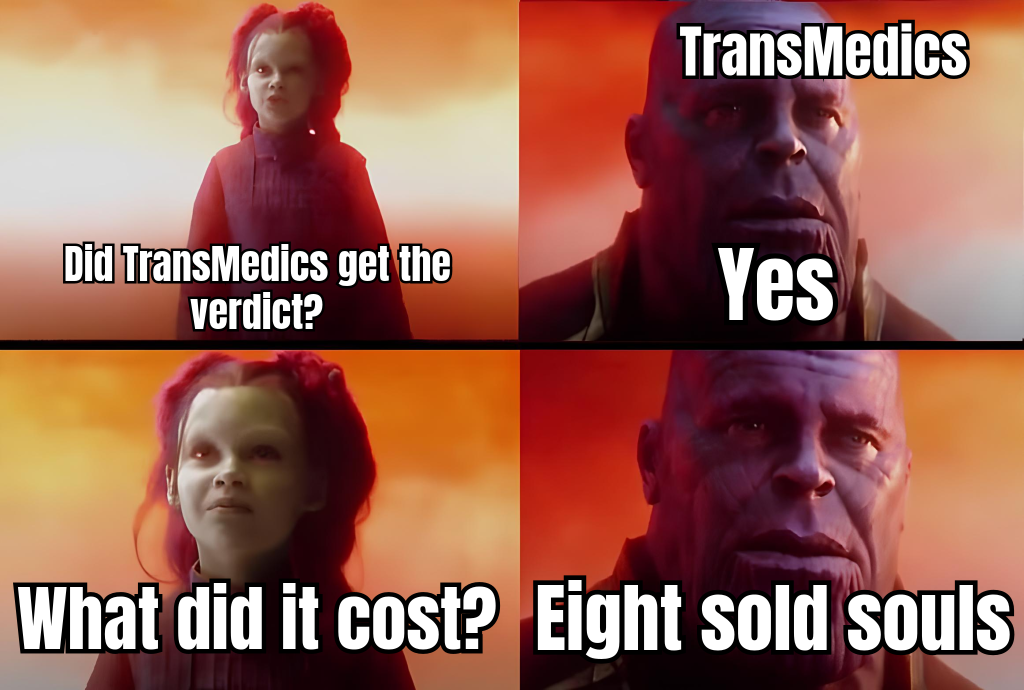 TransMedics
Did TransMedics get the
verdict?
Yes
What did it cost?
Eight sold souls